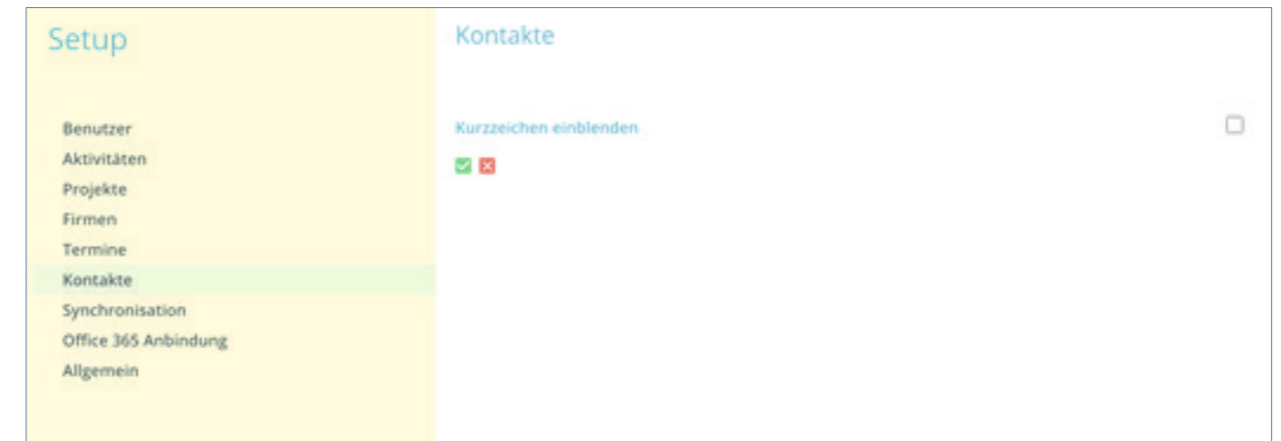 Setup
Benutzer
Aktivitäten
Projekte
Firmen
Termine
Kontakte
Synchronisation
Office 365 Anbindung
Allgemein
Kontakte
Kurzzeichen einblenden